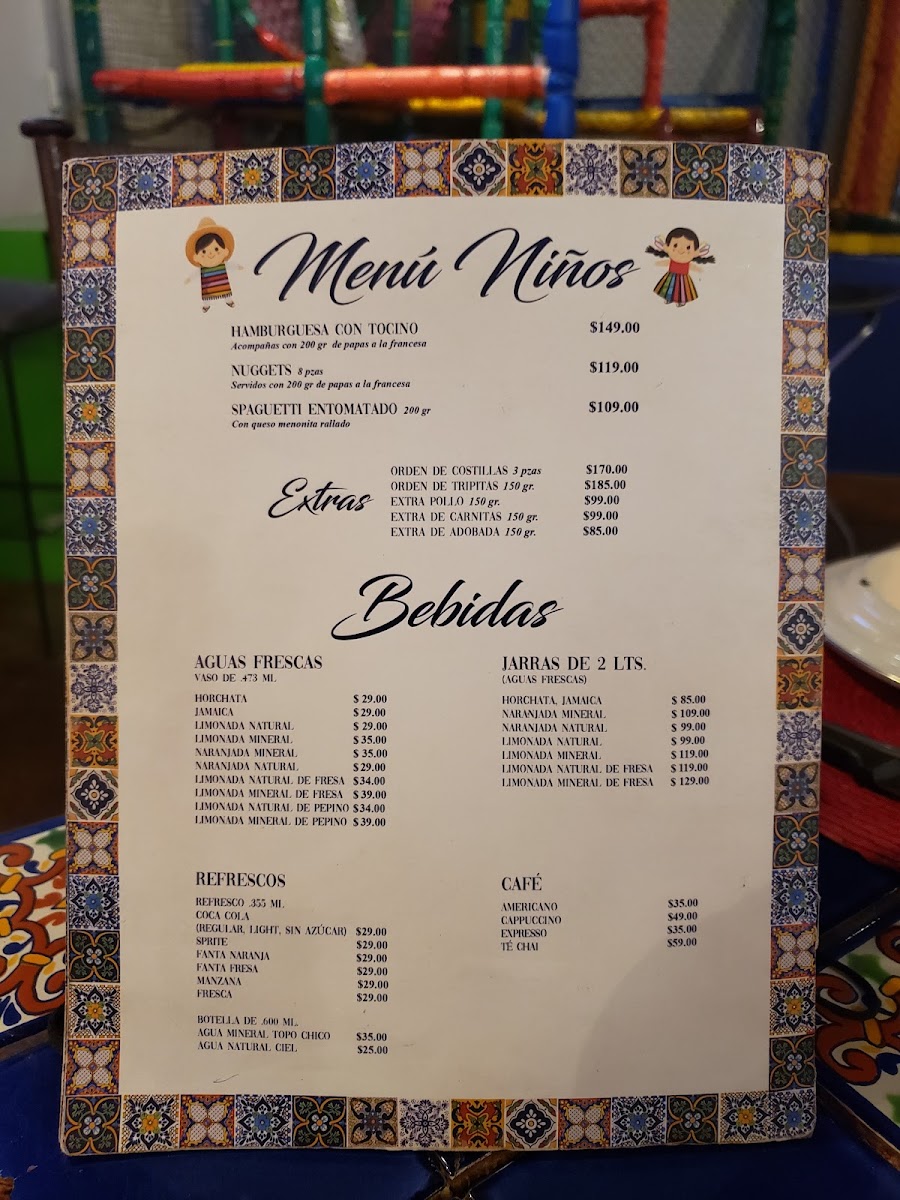 Menú Niños
HAMBURGUESA CON TOCINO $149.00
Acompañas con 200 gr de papas a la francesa
NUGGETS 8 pzas $119.00
Servidos con 200 gr de papas a la francesa
SPAGUETTI ENTOMATADO 200 gr $109.00
Con queso menonita rallado
Extras
ORDEN DE COSTILLAS 3 pzas $170.00
ORDEN DE TRIPITAS 150 gr. $185.00
EXTRA POLLO 150 gr. $99.00
EXTRA DE CARNITAS 150 gr. $99.00
EXTRA DE ADOBADA 150 gr. $85.00
Bebidas
AGUAS FRESCAS
VASO DE .473 ML
HORCHATA $ 29.00
JAMAICA $ 29.00
LIMONADA NATURAL $ 29.00
LIMONADA MINERAL $ 35.00
NARANJADA MINERAL $ 35.00
NARANJADA NATURAL $ 29.00
LIMONADA NATURAL DE FRESA $34.00
LIMONADA MINERAL DE FRESA $39.00
LIMONADA NATURAL DE PEPINO $34.00
LIMONADA MINERAL DE PEPINO $39.00
JARRAS DE 2 LTS.
(AGUAS FRESCAS)
HORCHATA, JAMAICA $ 85.00
NARANJADA MINERAL $ 109.00
NARANJADA NATURAL $ 99.00
LIMONADA NATURAL $ 99.00
LIMONADA MINERAL $ 119.00
LIMONADA NATURAL DE FRESA $ 119.00
LIMONADA MINERAL DE FRESA $ 129.00
REFRESCOS
REFRESCO .355 ML
COCA COLA
(REGULAR, LIGHT, SIN AZÚCAR) $29.00
SPRITE $29.00
FANTA NARANJA $29.00
FANTA FRESA $29.00
MANZANA $29.00
FRESCA $29.00
BOTELLA DE .600 ML.
AGUA MINERAL TOPO CHICO $35.00
AGUA NATURAL CIEL $25.00
CAFÉ
AMERICANO $35.00
CAPPUCCINO $49.00
EXPRESSO $35.00
TÉ CHAI $59.00